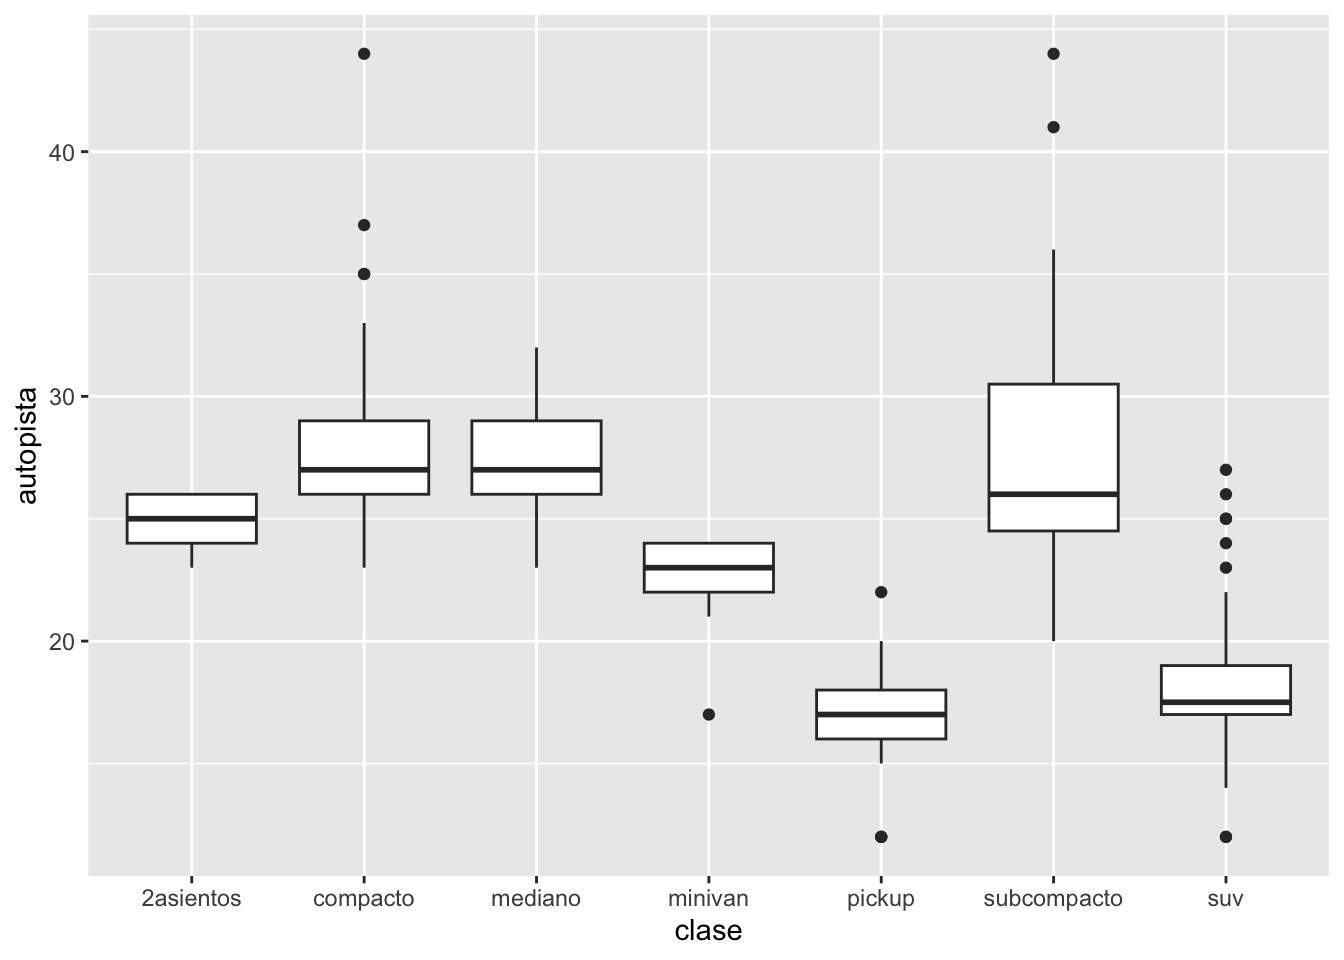 autopista
40
30
20
2asientos compacto mediano minivan pickup subcompacto suv
clase